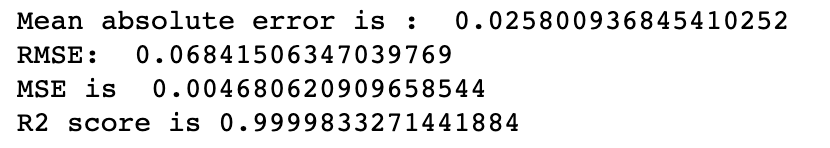 Mean absolute error is :  0.025800936845410252
RMSE:  0.06841506347039769
MSE is  0.004680620909658544
R2 score is 0.9999833271441884